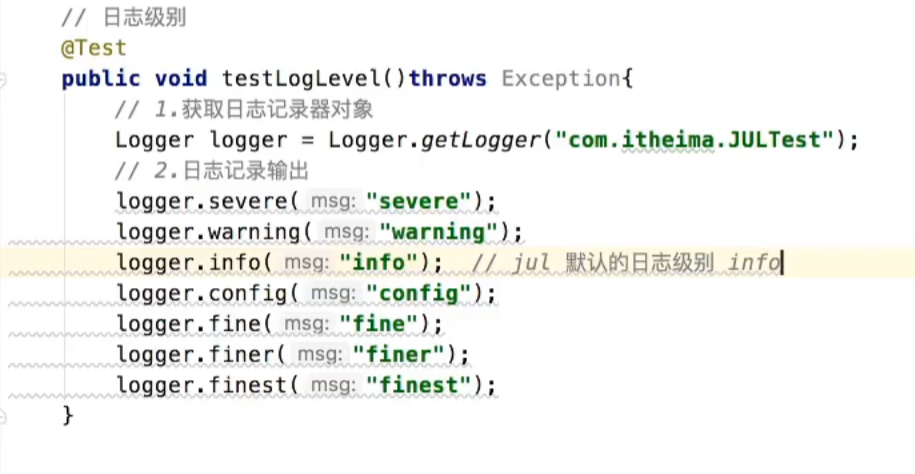 // 日志级别
@Test
public void testLogLevel()throws Exception{
// 1.获取日志记录器对象
Logger logger = Logger.getLogger("com.itheima.JULTest");
// 2.日志记录输出
logger.severe( msg: "severe");
logger.warning( msg: "warning");
logger.info( msg: "info"); // jul 默认的日志级别 info
logger.config( msg: "config");
logger.fine( msg: "fine");
logger.finer( msg: "finer");
logger.finest( msg: "finest");
}